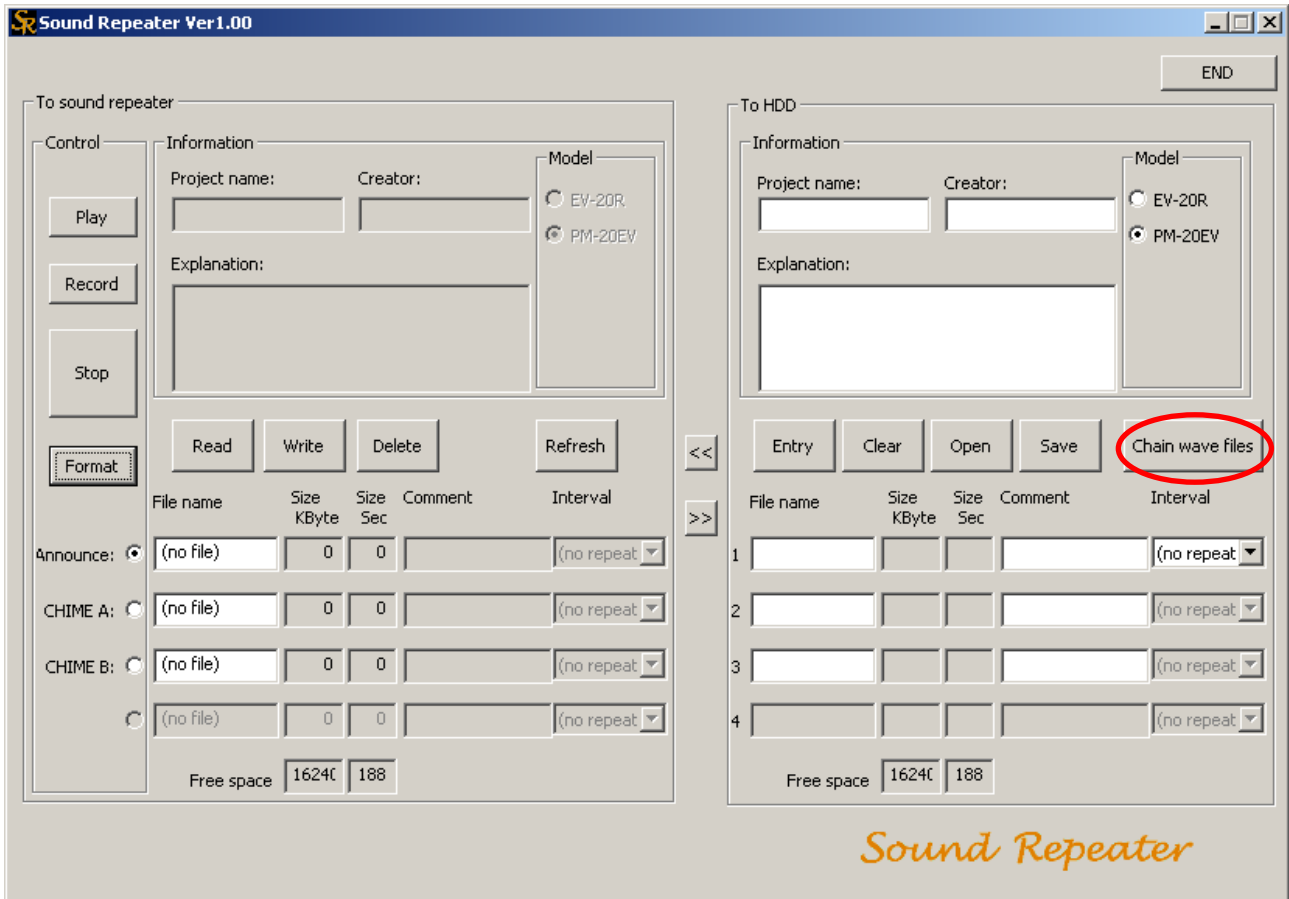 Sound Repeater Ver1.00
END
To sound repeater
Control
Play
Record
Stop
Format
Information
Project name: Creator:
Explanation:
Model
EV-20R
PM-20EV
Read Write Delete Refresh
File name Size KByte Size Sec Comment Interval
Announce: (no file) 0 0 (no repeat
CHIME A: (no file) 0 0 (no repeat
CHIME B: (no file) 0 0 (no repeat
(no file) 0 0 (no repeat
Free space 16240 188
<<
>>
To HDD
Information
Project name: Creator:
Explanation:
Model
EV-20R
PM-20EV
Entry Clear Open Save Chain wave files
File name Size KByte Size Sec Comment Interval
1 (no repeat
2 (no repeat
3 (no repeat
4 (no repeat
Free space 16240 188
Sound Repeater